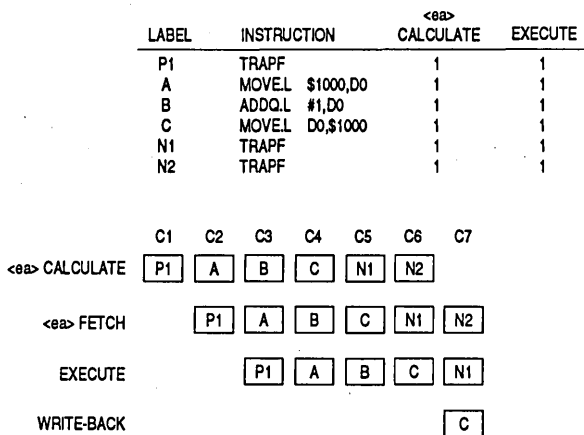 <ea>
LABEL INSTRUCTION CALCULATE EXECUTE
P1 TRAPF 1 1
A MOVE.L $1000,D0 1 1
B ADDQ.L #1,D0 1 1
C MOVE.L D0,$1000 1 1
N1 TRAPF 1 1
N2 TRAPF 1 1
C1 C2 C3 C4 C5 C6 C7
<ea> CALCULATE P1 A B C N1 N2
<ea> FETCH P1 A B C N1 N2
EXECUTE P1 A B C N1
WRITE-BACK C